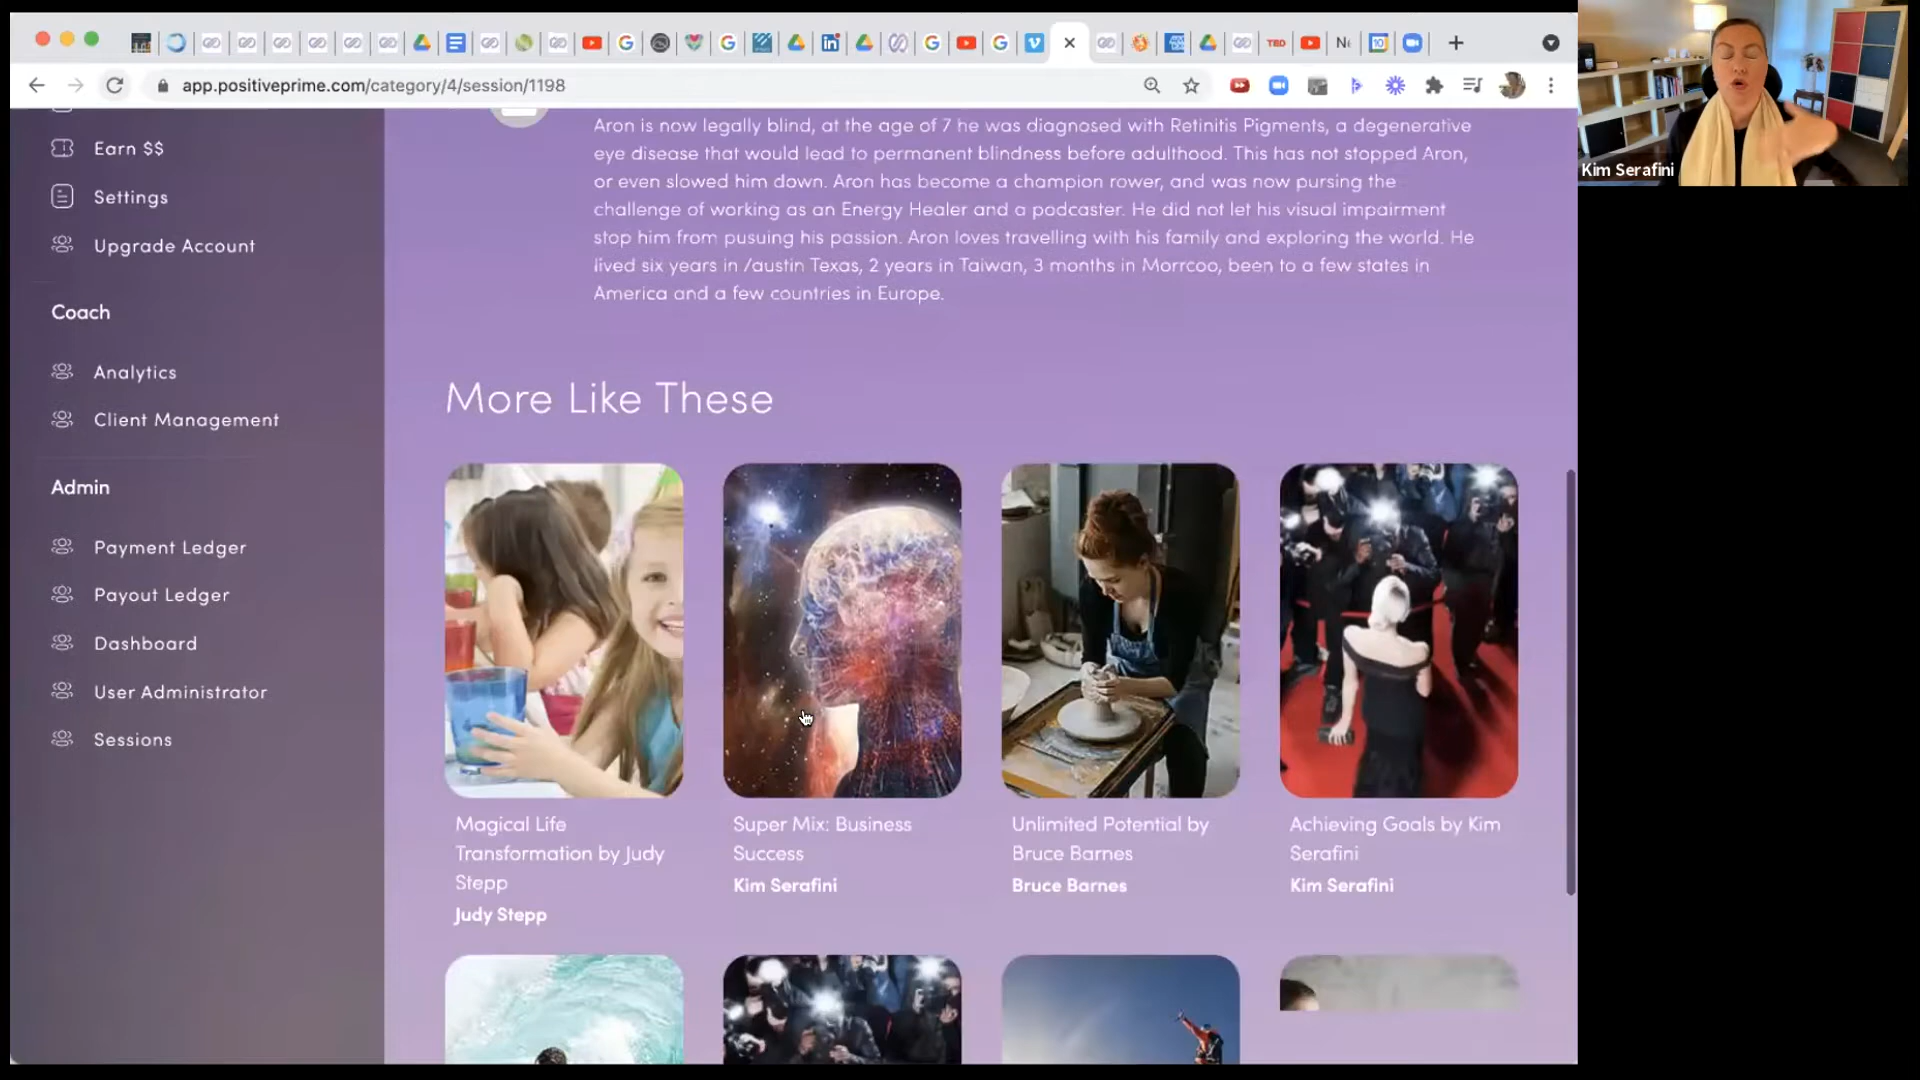 TED
10
app.positiveprime.com/category/4/session/1198
Kim Serafini
Earn $$
Settings
Upgrade Account
Coach
Analytics
Client Management
Admin
Payment Ledger
Payout Ledger
Dashboard
User Administrator
Sessions
Aron is now legally blind, at the age of 7 he was diagnosed with Retinitis Pigments, a degenerative
eye disease that would lead to permanent blindness before adulthood. This has not stopped Aron,
or even slowed him down. Aron has become a champion rower, and was now pursing the
challenge of working as an Energy Healer and a podcaster. He did not let his visual impairment
stop him from pusuing his passion. Aron loves travelling with his family and exploring the world. He
lived six years in /austin Texas, 2 years in Taiwan, 3 months in Morrcoo, been to a few states in
America and a few countries in Europe.
More Like These
Magical Life
Transformation by Judy
Stepp
Judy Stepp
Super Mix: Business
Success
Kim Serafini
Unlimited Potential by
Bruce Barnes
Bruce Barnes
Achieving Goals by Kim
Serafini
Kim Serafini